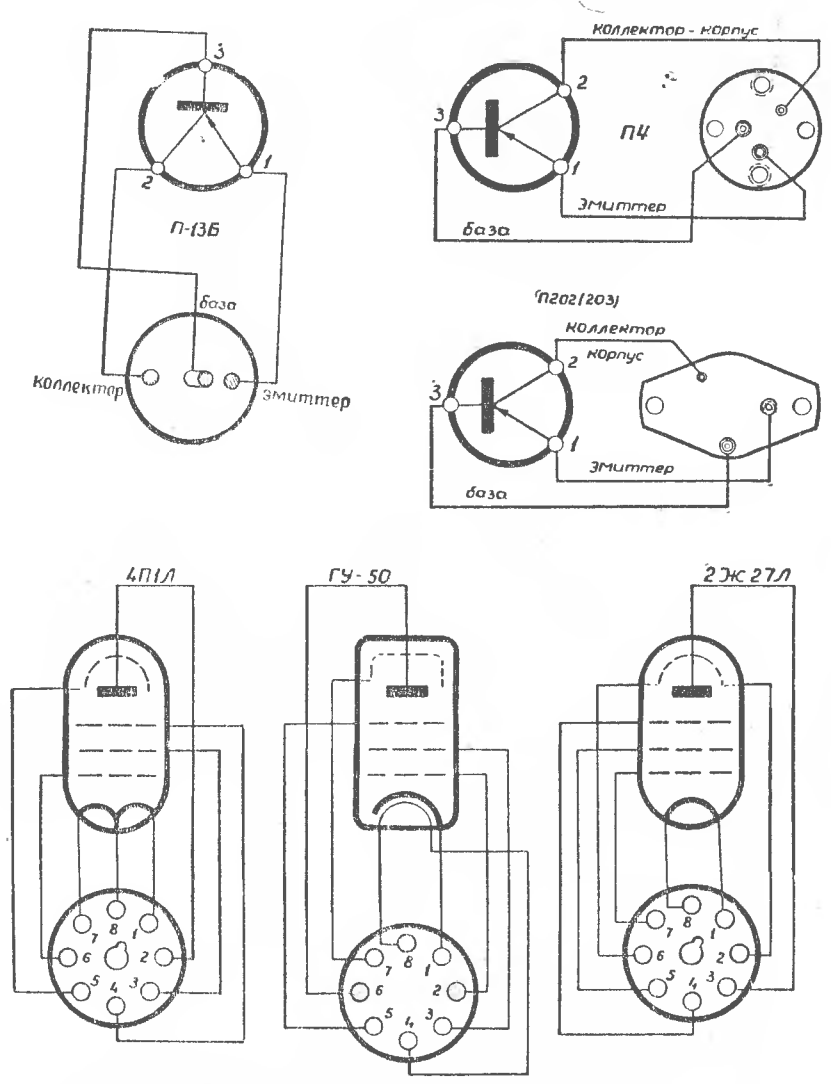 3
2
1
П-13Б
база
коллектор
эмиттер
коллектор - корпус
3
2
1
П4
эмиттер
база
П202(203)
коллектор
корпус
3
2
1
эмиттер
база
4П1Л
ГУ-50
2Ж27Л
7 8 1
6 2
5 4 3
7 8 1
6 2
5 4 3
7 8 1
6 2
5 4 3